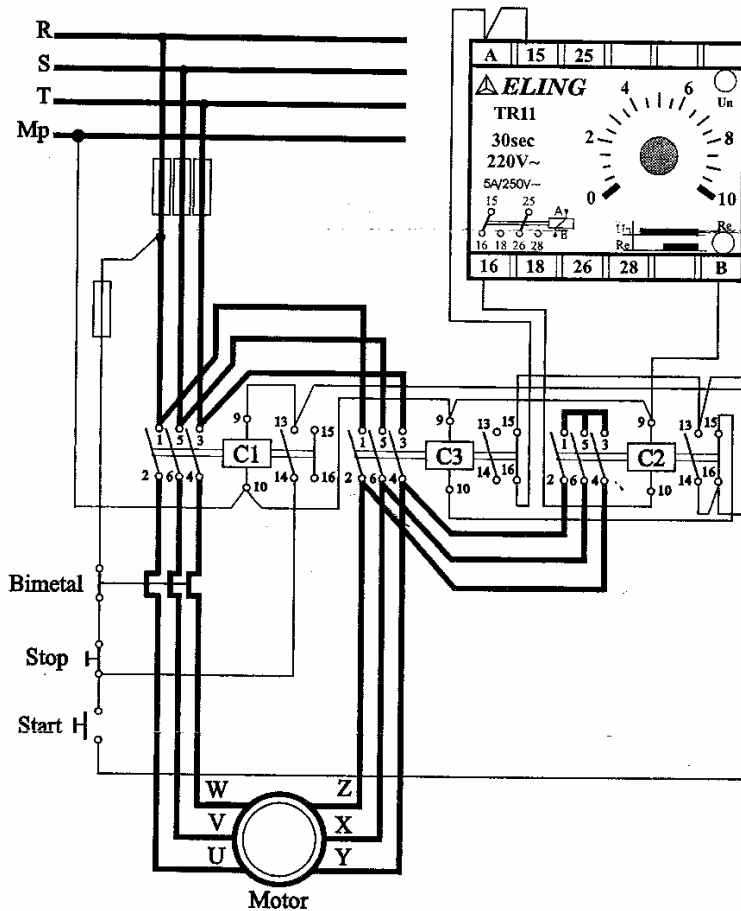 R
S
T
Mp
A 15 25
ELING
TR11
30sec
220V~
5A/250V~
15 25
A
B
16 18 26 28
0 2 4 6 8 10
Un
Un Re
Re
16 18 26 28 B
1 5 3 9 13 15
C1
2 6 4 10 14 16
1 5 3 9 13 15
C3
2 6 4 10 14 16
1 5 3 9 13 15
C2
2 6 4 10 14 16
Bimetal
Stop
Start
W Z
V X
U Y
Motor